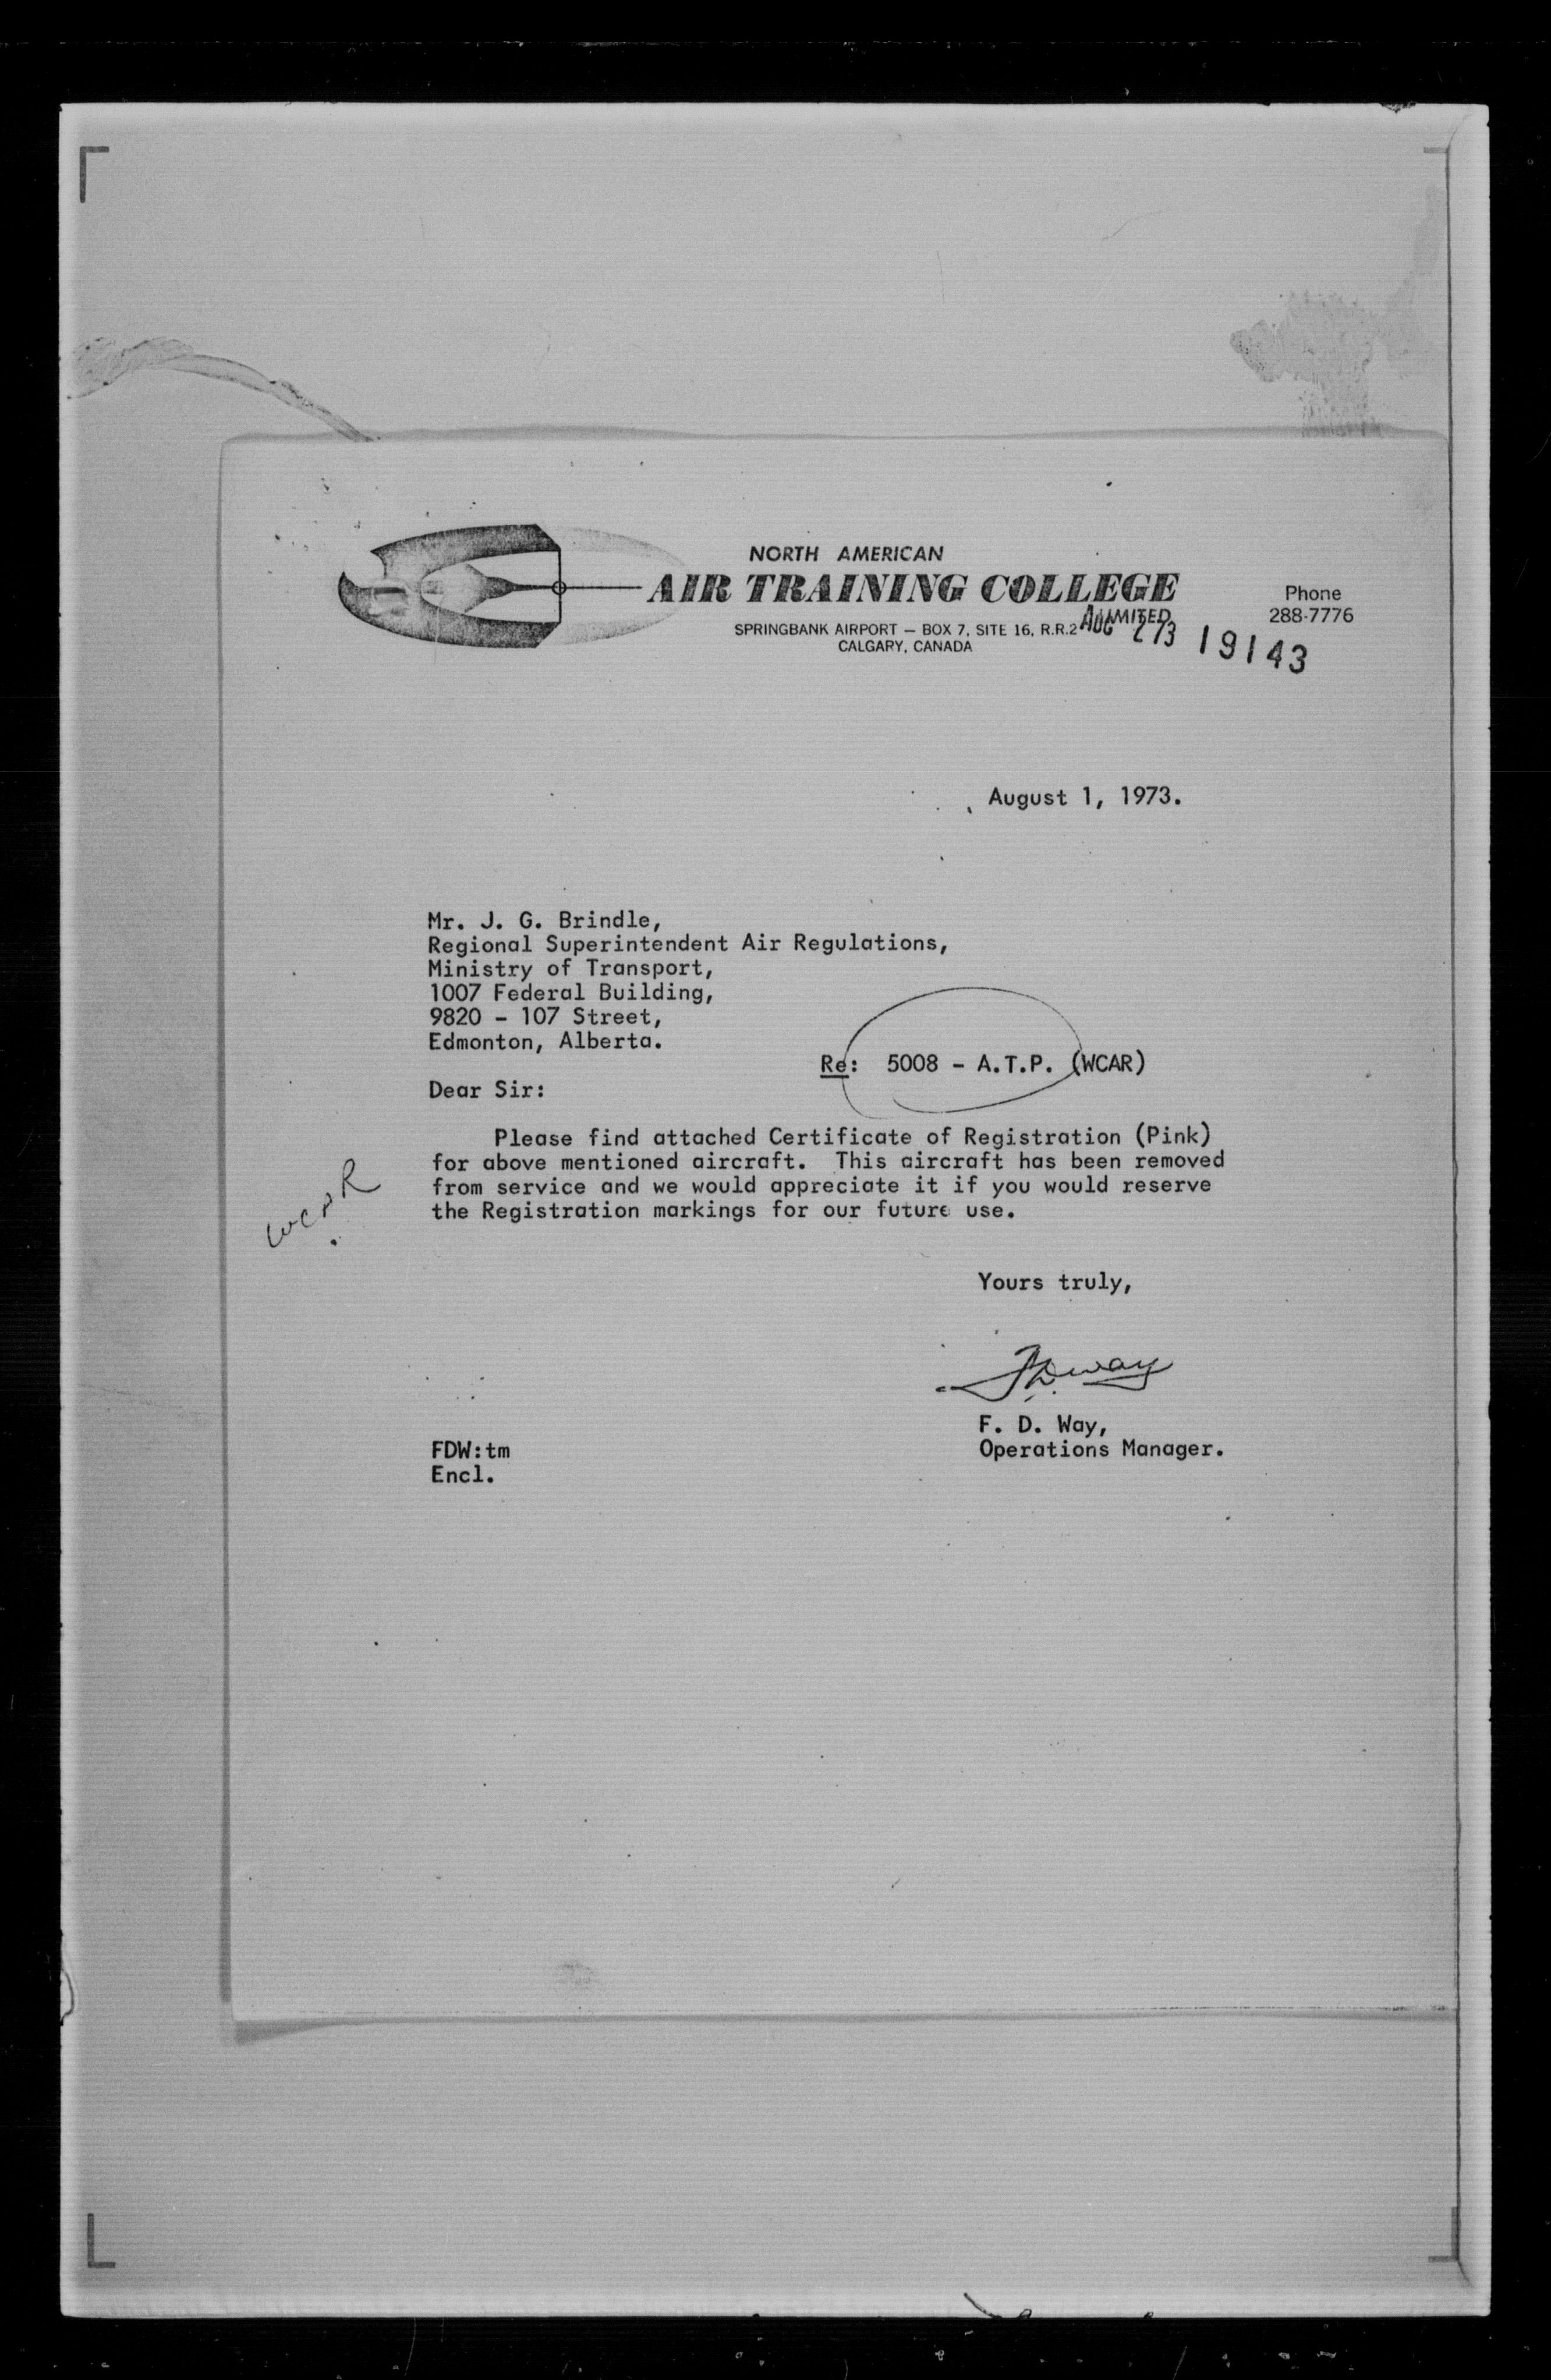 NORTH AMERICAN
AIR TRAINING COLLEGE
LIMITED
Phone
288-7776
SPRINGBANK AIRPORT — BOX 7, SITE 16, R.R.2
CALGARY, CANADA
AUG 2 73 19143
August 1, 1973.
Mr. J. G. Brindle,
Regional Superintendent Air Regulations,
Ministry of Transport,
1007 Federal Building,
9820 - 107 Street,
Edmonton, Alberta.
Re: 5008 - A.T.P. (WCAR)
Dear Sir:
Please find attached Certificate of Registration (Pink)
for above mentioned aircraft. This aircraft has been removed
from service and we would appreciate it if you would reserve
the Registration markings for our future use.
WCAR
Yours truly,
FDWay
F. D. Way,
Operations Manager.
FDW:tm
Encl.